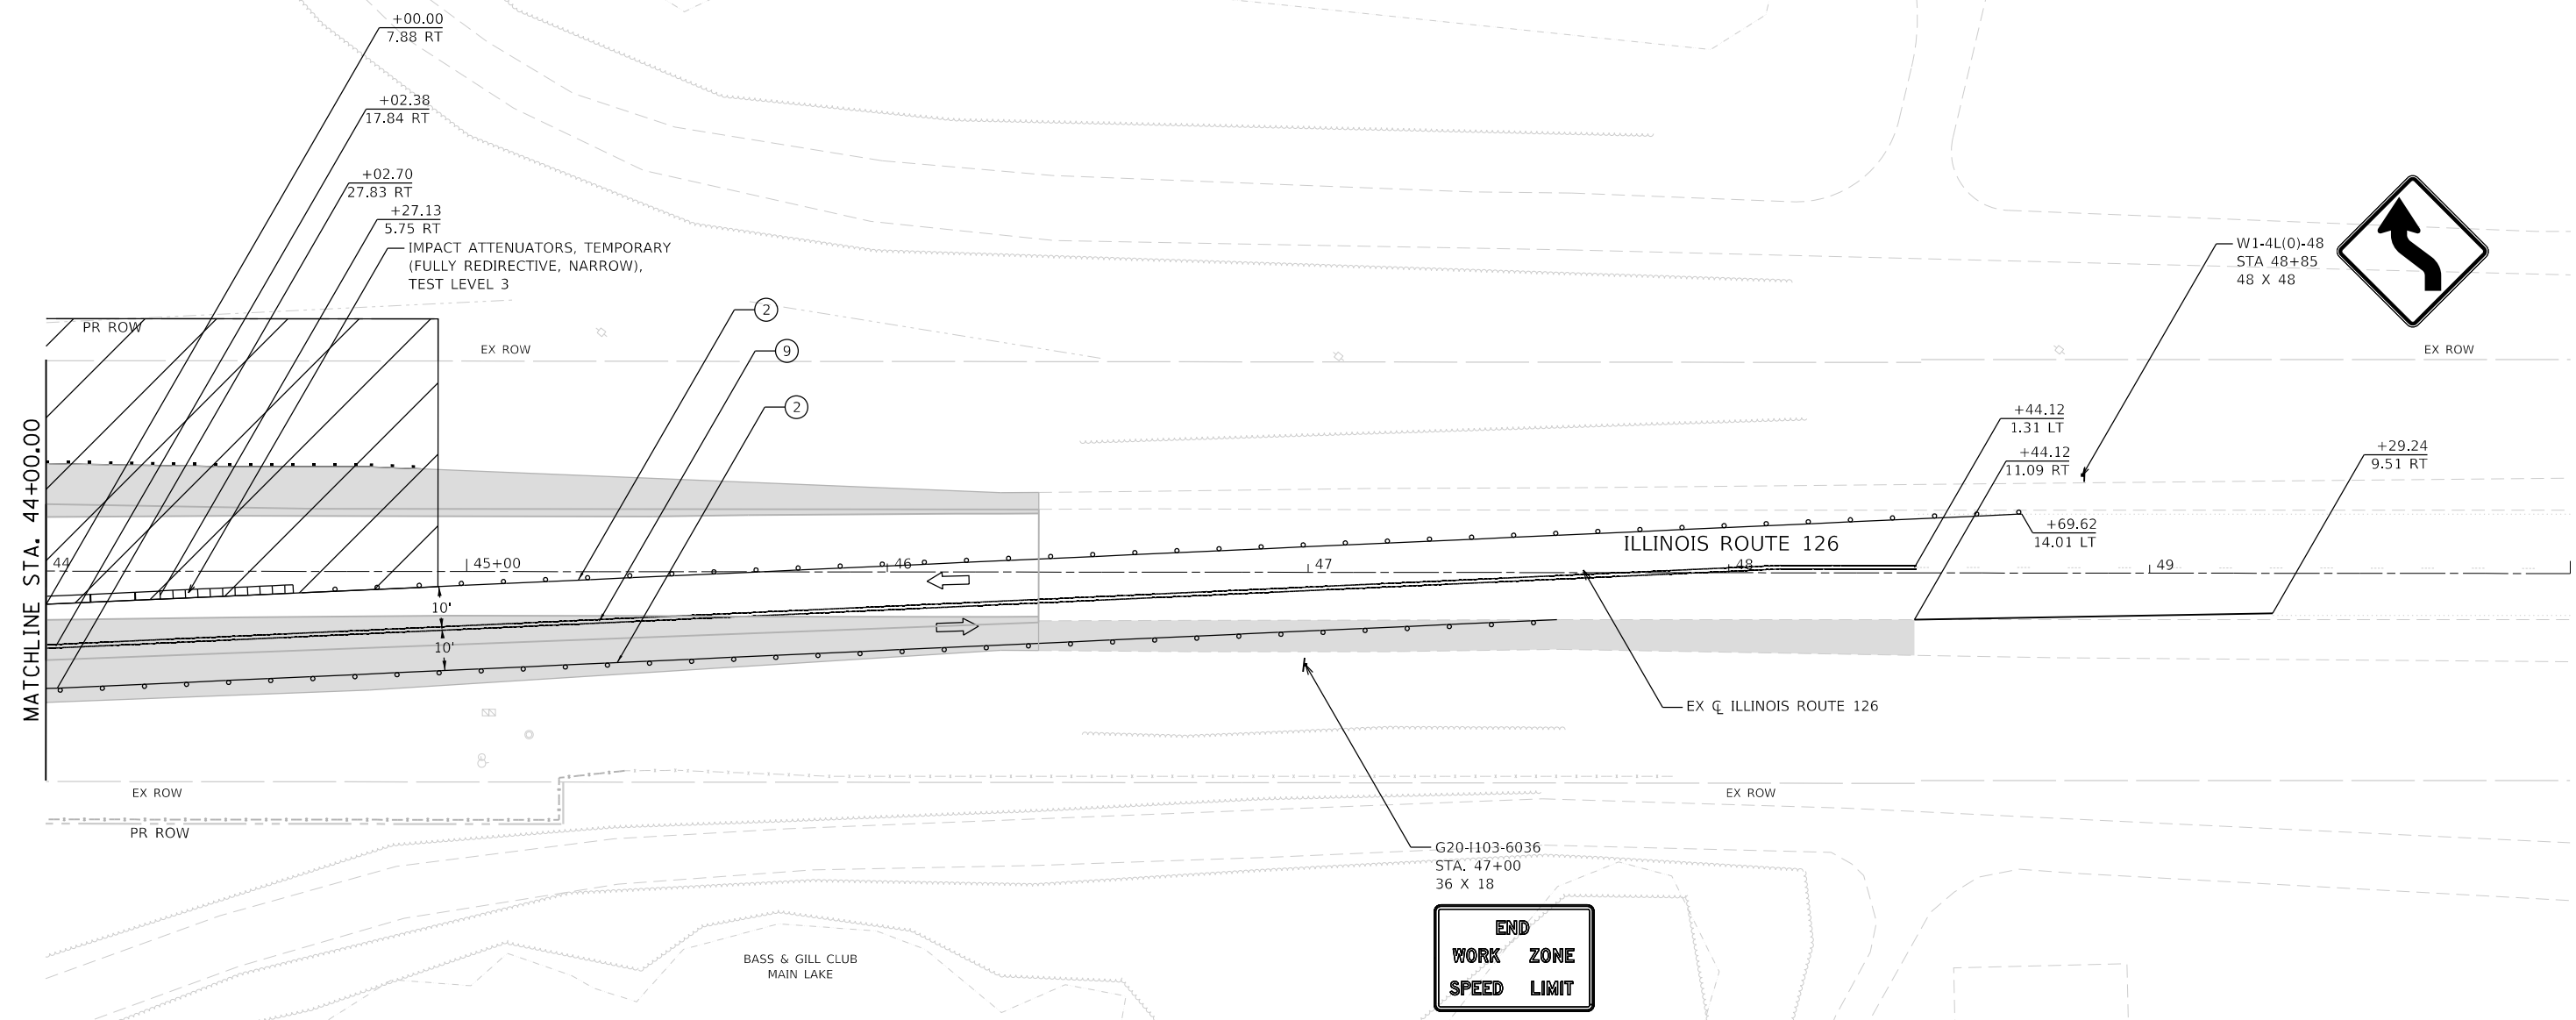 +00.00
7.88 RT
+02.38
17.84 RT
+02.70
27.83 RT
+27.13
5.75 RT
IMPACT ATTENUATORS, TEMPORARY
(FULLY REDIRECTIVE, NARROW),
TEST LEVEL 3
W1-4L(0)-48
STA 48+85
48 X 48
2
9
2
PR ROW
EX ROW
EX ROW
MATCHLINE STA. 44+00.00
+44.12
1.31 LT
+44.12
11.09 RT
+29.24
9.51 RT
+69.62
14.01 LT
ILLINOIS ROUTE 126
44
45+00
46
47
48
49
10'
10'
EX ℄ ILLINOIS ROUTE 126
EX ROW
EX ROW
PR ROW
G20-I103-6036
STA. 47+00
36 X 18
END
WORK ZONE
SPEED LIMIT
BASS & GILL CLUB
MAIN LAKE